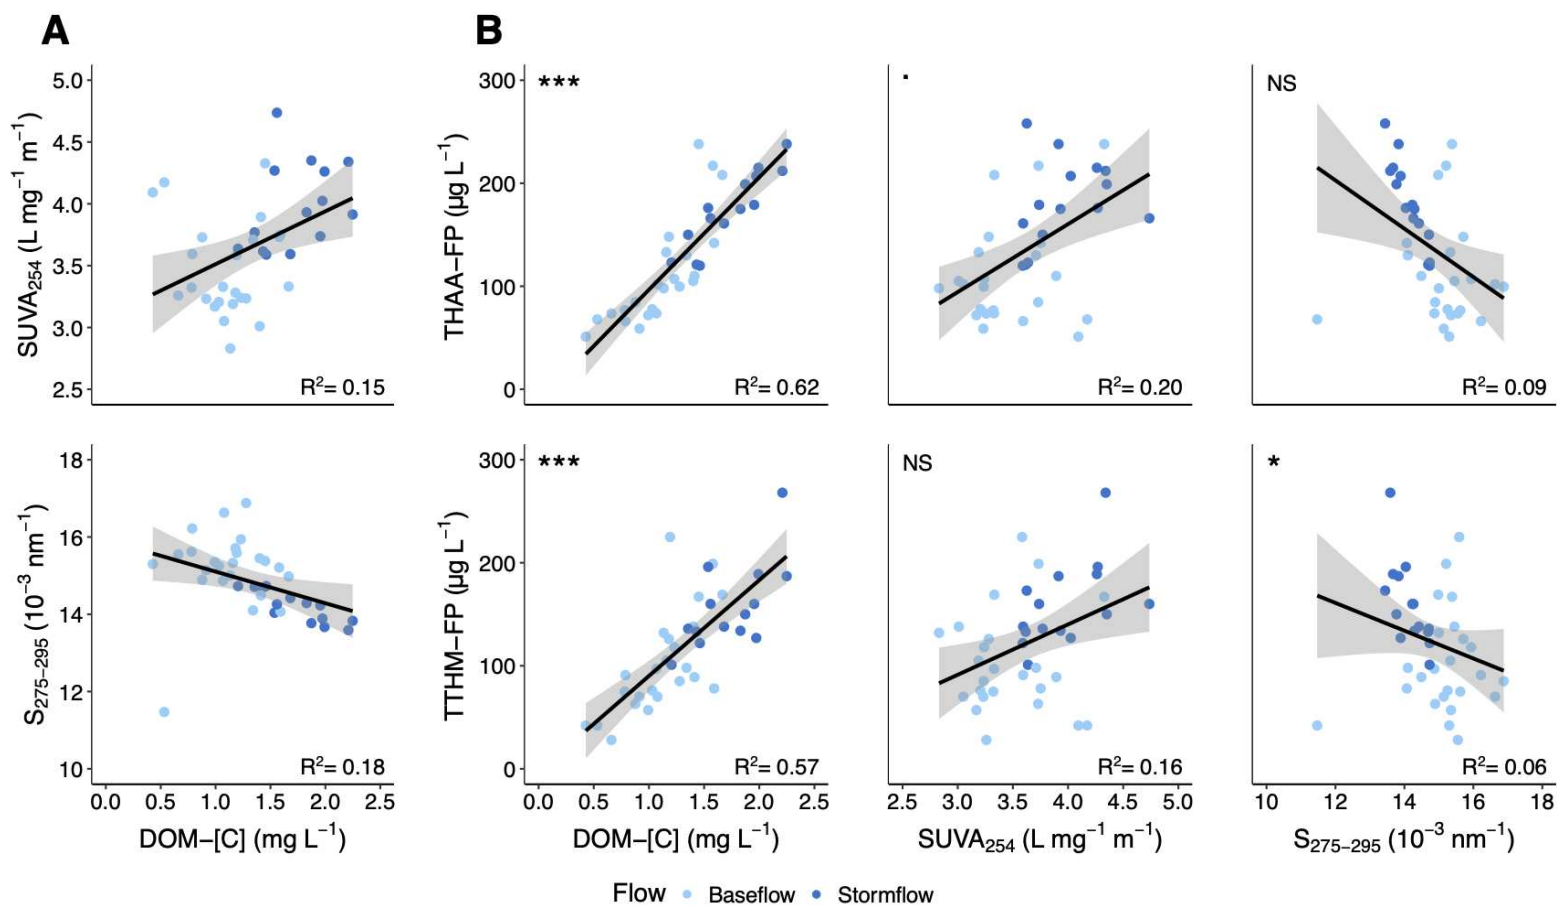 A
B
SUVA254 (L mg−1 m−1)
5.0
4.5
4.0
3.5
3.0
2.5
R2= 0.15
THAA−FP (µg L−1)
300
200
100
0
***
R2= 0.62
.
R2= 0.20
NS
R2= 0.09
S275−295 (10−3 nm−1)
18
16
14
12
10
R2= 0.18
0.0 0.5 1.0 1.5 2.0 2.5
DOM−[C] (mg L−1)
TTHM−FP (µg L−1)
300
200
100
0
***
R2= 0.57
0.0 0.5 1.0 1.5 2.0 2.5
DOM−[C] (mg L−1)
NS
R2= 0.16
2.5 3.0 3.5 4.0 4.5 5.0
SUVA254 (L mg−1 m−1)
*
R2= 0.06
10 12 14 16 18
S275−295 (10−3 nm−1)
Flow Baseflow Stormflow